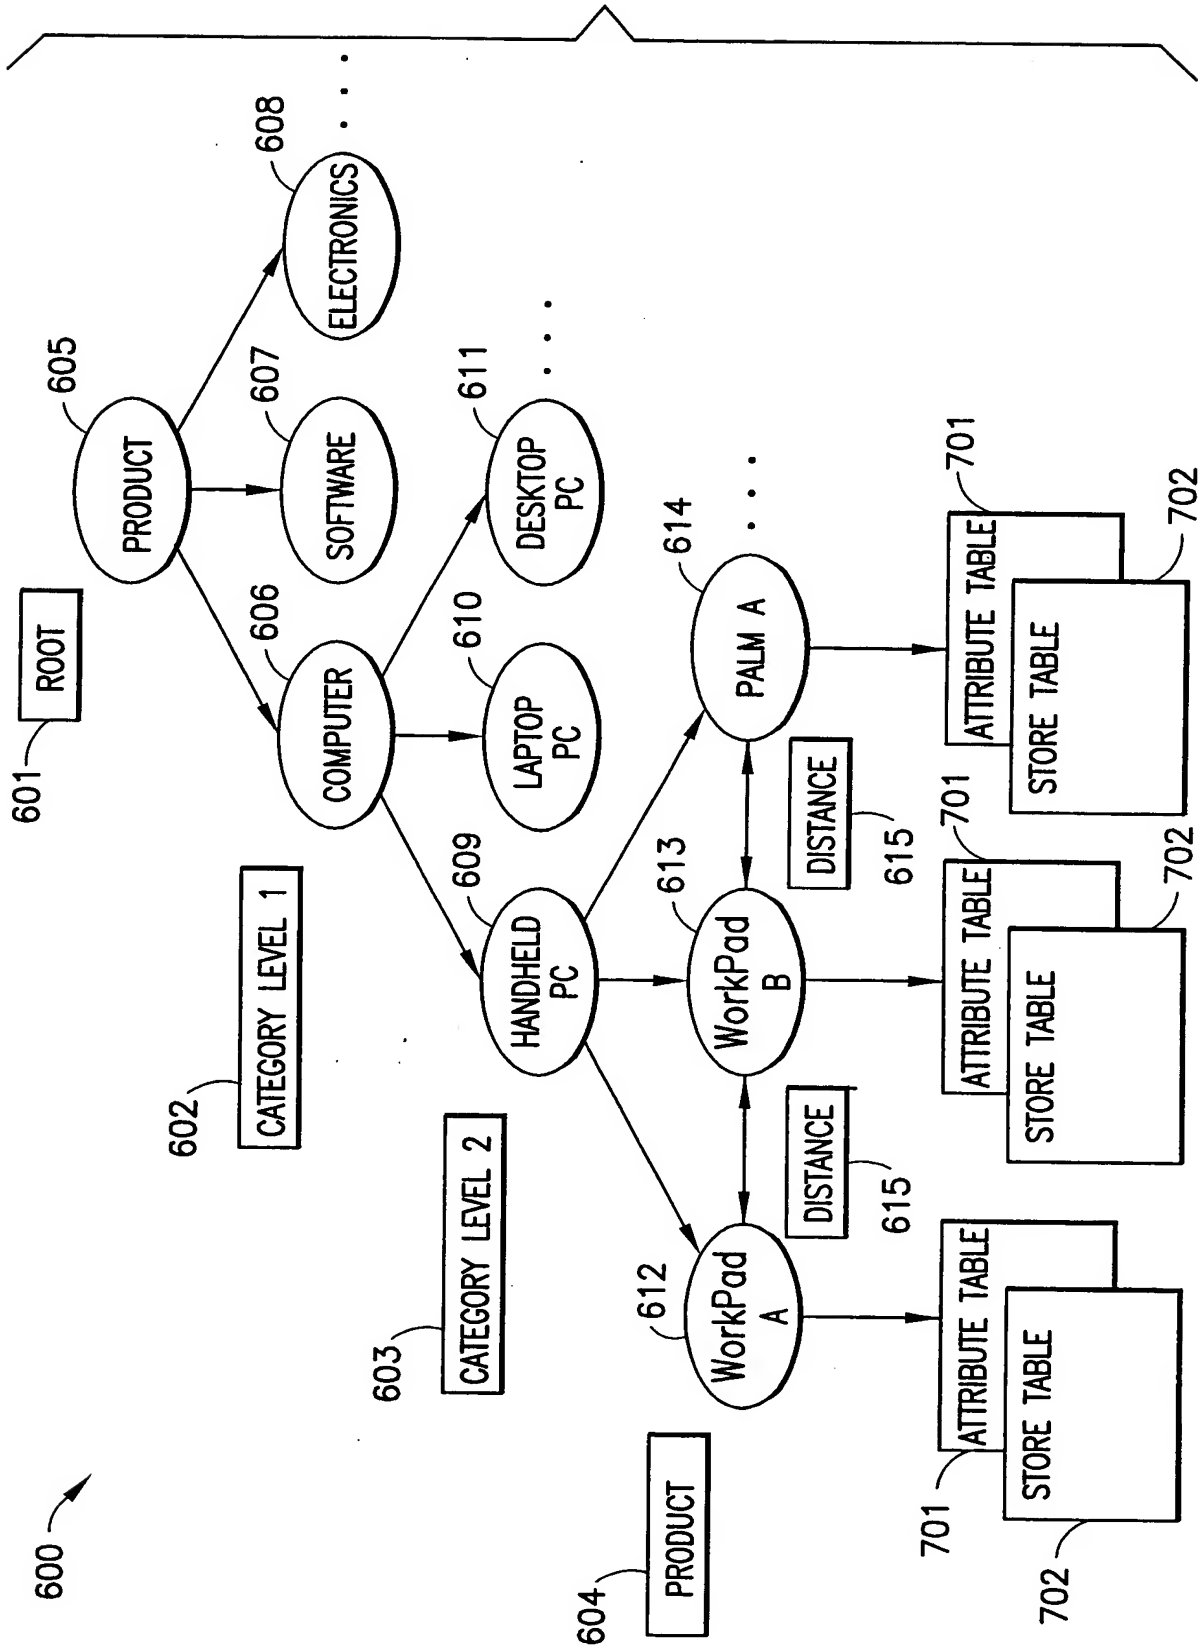 600
601
ROOT
605
PRODUCT
602
CATEGORY LEVEL 1
606
COMPUTER
607
SOFTWARE
608
ELECTRONICS
. . .
603
CATEGORY LEVEL 2
609
HANDHELD
PC
610
LAPTOP
PC
611
DESKTOP
PC
. . .
604
PRODUCT
612
WorkPad
A
613
WorkPad
B
614
PALM A
. . .
DISTANCE
615
DISTANCE
615
701
ATTRIBUTE TABLE
702
STORE TABLE
701
ATTRIBUTE TABLE
702
STORE TABLE
701
ATTRIBUTE TABLE
702
STORE TABLE